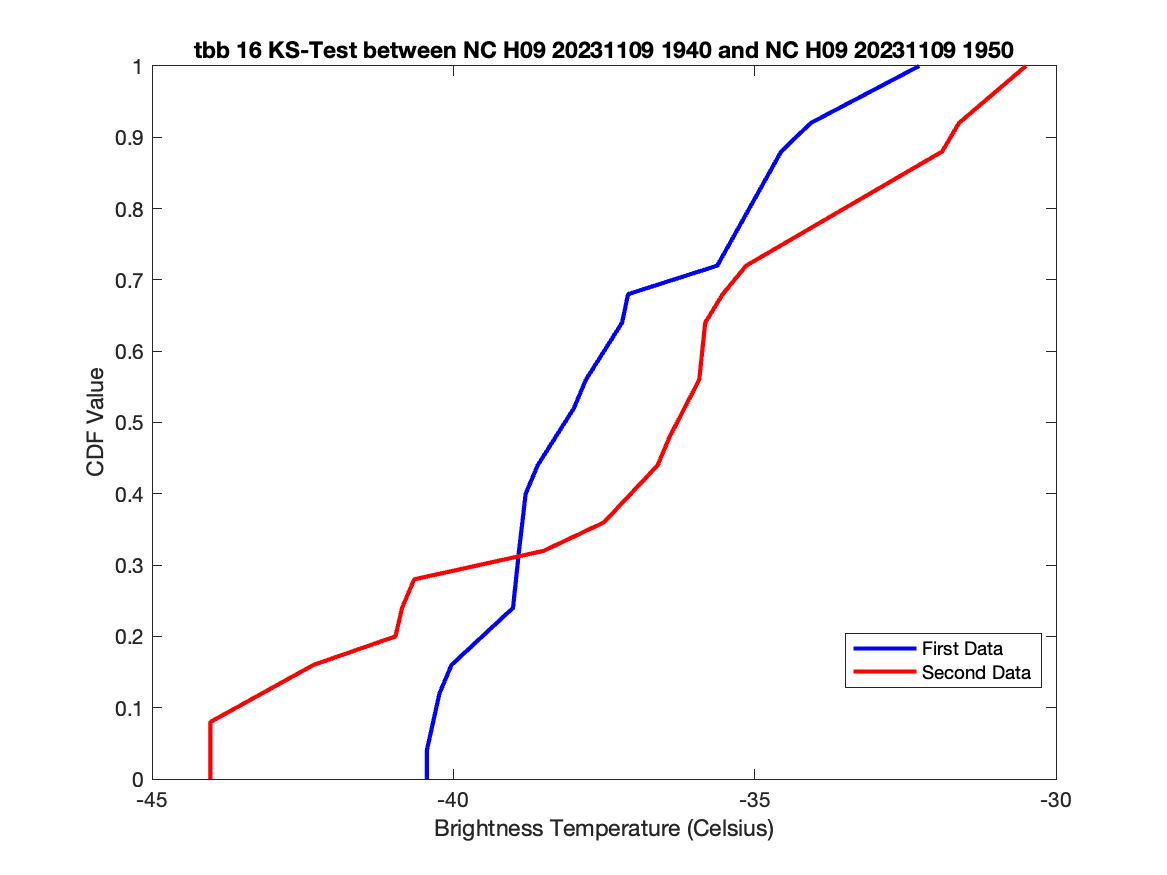 tbb 16 KS-Test between NC H09 20231109 1940 and NC H09 20231109 1950
1
0.9
0.8
0.7
0.6
0.5
0.4
0.3
0.2
0.1
0
CDF Value
First Data
Second Data
-45 -40 -35 -30
Brightness Temperature (Celsius)